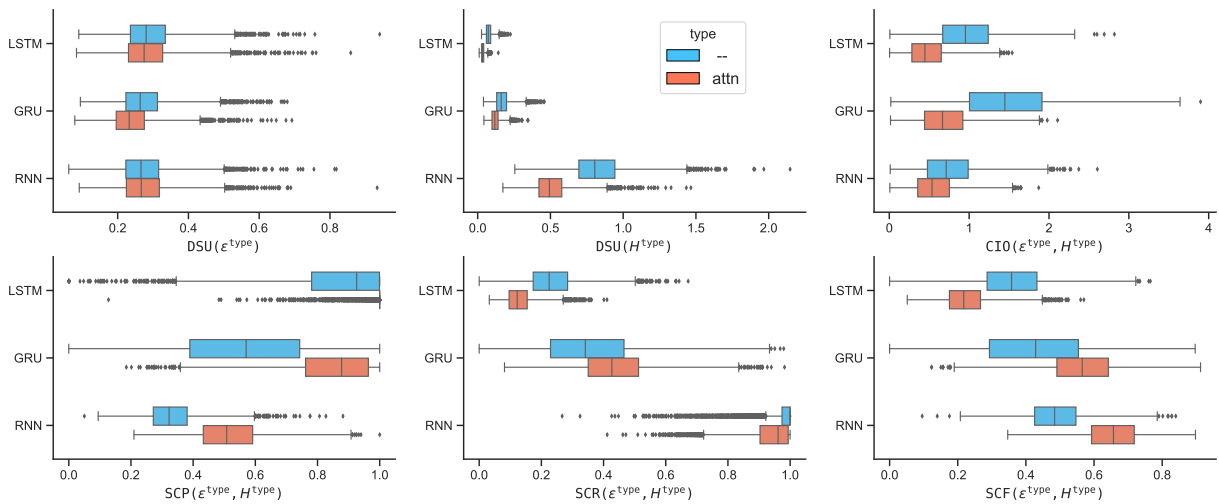 LSTM
GRU
RNN
0.2 0.4 0.6 0.8
DSU(ε^type)
LSTM
GRU
RNN
type
--
attn
0.0 0.5 1.0 1.5 2.0
DSU(H^type)
LSTM
GRU
RNN
0 1 2 3 4
CIO(ε^type, H^type)
LSTM
GRU
RNN
0.0 0.2 0.4 0.6 0.8 1.0
SCP(ε^type, H^type)
LSTM
GRU
RNN
0.0 0.2 0.4 0.6 0.8 1.0
SCR(ε^type, H^type)
LSTM
GRU
RNN
0.0 0.2 0.4 0.6 0.8
SCF(ε^type, H^type)